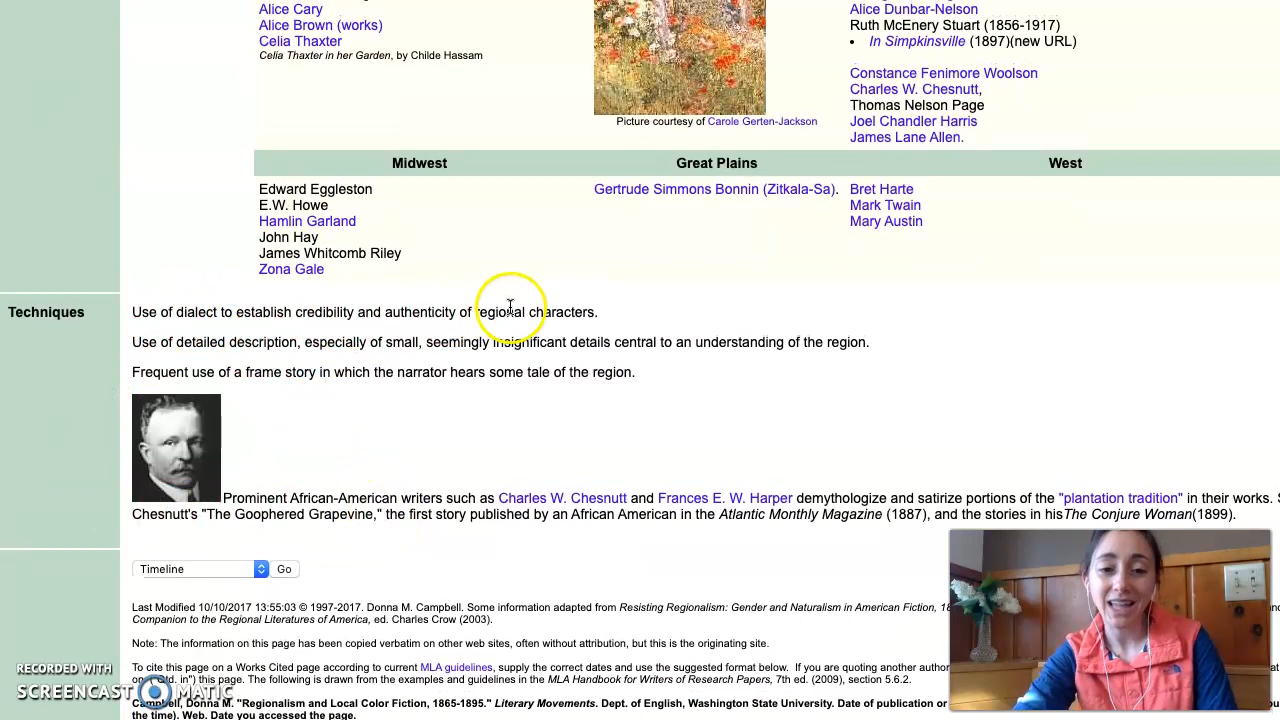 Alice Cary
Alice Brown (works)
Celia Thaxter
Celia Thaxter in her Garden, by Childe Hassam
Picture courtesy of Carole Gerten-Jackson
Alice Dunbar-Nelson
Ruth McEnery Stuart (1856-1917)
• In Simpkinsville (1897)(new URL)
Constance Fenimore Woolson
Charles W. Chesnutt,
Thomas Nelson Page
Joel Chandler Harris
James Lane Allen.
Midwest Great Plains West
Edward Eggleston
E.W. Howe
Hamlin Garland
John Hay
James Whitcomb Riley
Zona Gale
Gertrude Simmons Bonnin (Zitkala-Sa).
Bret Harte
Mark Twain
Mary Austin
Techniques
Use of dialect to establish credibility and authenticity of regional characters.
Use of detailed description, especially of small, seemingly insignificant details central to an understanding of the region.
Frequent use of a frame story in which the narrator hears some tale of the region.
Prominent African-American writers such as Charles W. Chesnutt and Frances E. W. Harper demythologize and satirize portions of the "plantation tradition" in their works.
Chesnutt's "The Goophered Grapevine," the first story published by an African American in the Atlantic Monthly Magazine (1887), and the stories in hisThe Conjure Woman(1899).
Timeline Go
Last Modified 10/10/2017 13:55:03 © 1997-2017. Donna M. Campbell. Some information adapted from Resisting Regionalism: Gender and Naturalism in American Fiction,
Companion to the Regional Literatures of America, ed. Charles Crow (2003).
Note: The information on this page has been copied verbatim on other web sites, often without attribution, but this is the originating site.
To cite this page on a Works Cited page according to current MLA guidelines, supply the correct dates and use the suggested format below. If you are quoting another
this page. The following is drawn from the examples and guidelines in the MLA Handbook for Writers of Research Papers, 7th ed. (2009), section 5.6.2.
Campbell, Donna M. "Regionalism and Local Color Fiction, 1865-1895." Literary Movements. Dept. of English, Washington State University. Date of publication or
the time). Web. Date you accessed the page.
RECORDED WITH
SCREENCAST MATIC